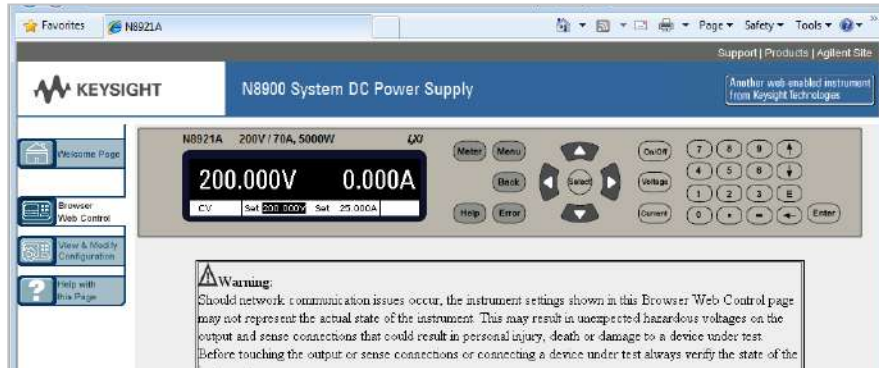 Favorites N8921A Page Safety Tools
Support | Products | Agilent Site
KEYSIGHT N8900 System DC Power Supply
Another web-enabled instrument
from Keysight Technologies
Welcome Page
Browser
Web Control
View & Modify
Configuration
Help with
this Page
N8921A 200V / 70A, 5000W LXI
200.000V 0.000A
CV Set 200.000V Set 25.000A
Meter Menu
Back
Help Error
Select
On/Off
Voltage
Current
7 8 9
4 5 6
1 2 3 E
0 . - Enter
Warning:
Should network communication issues occur, the instrument settings shown in this Browser Web Control page
may not represent the actual state of the instrument. This may result in unexpected hazardous voltages on the
output and sense connections that could result in personal injury, death or damage to a device under test.
Before touching the output or sense connections or connecting a device under test always verify the state of the